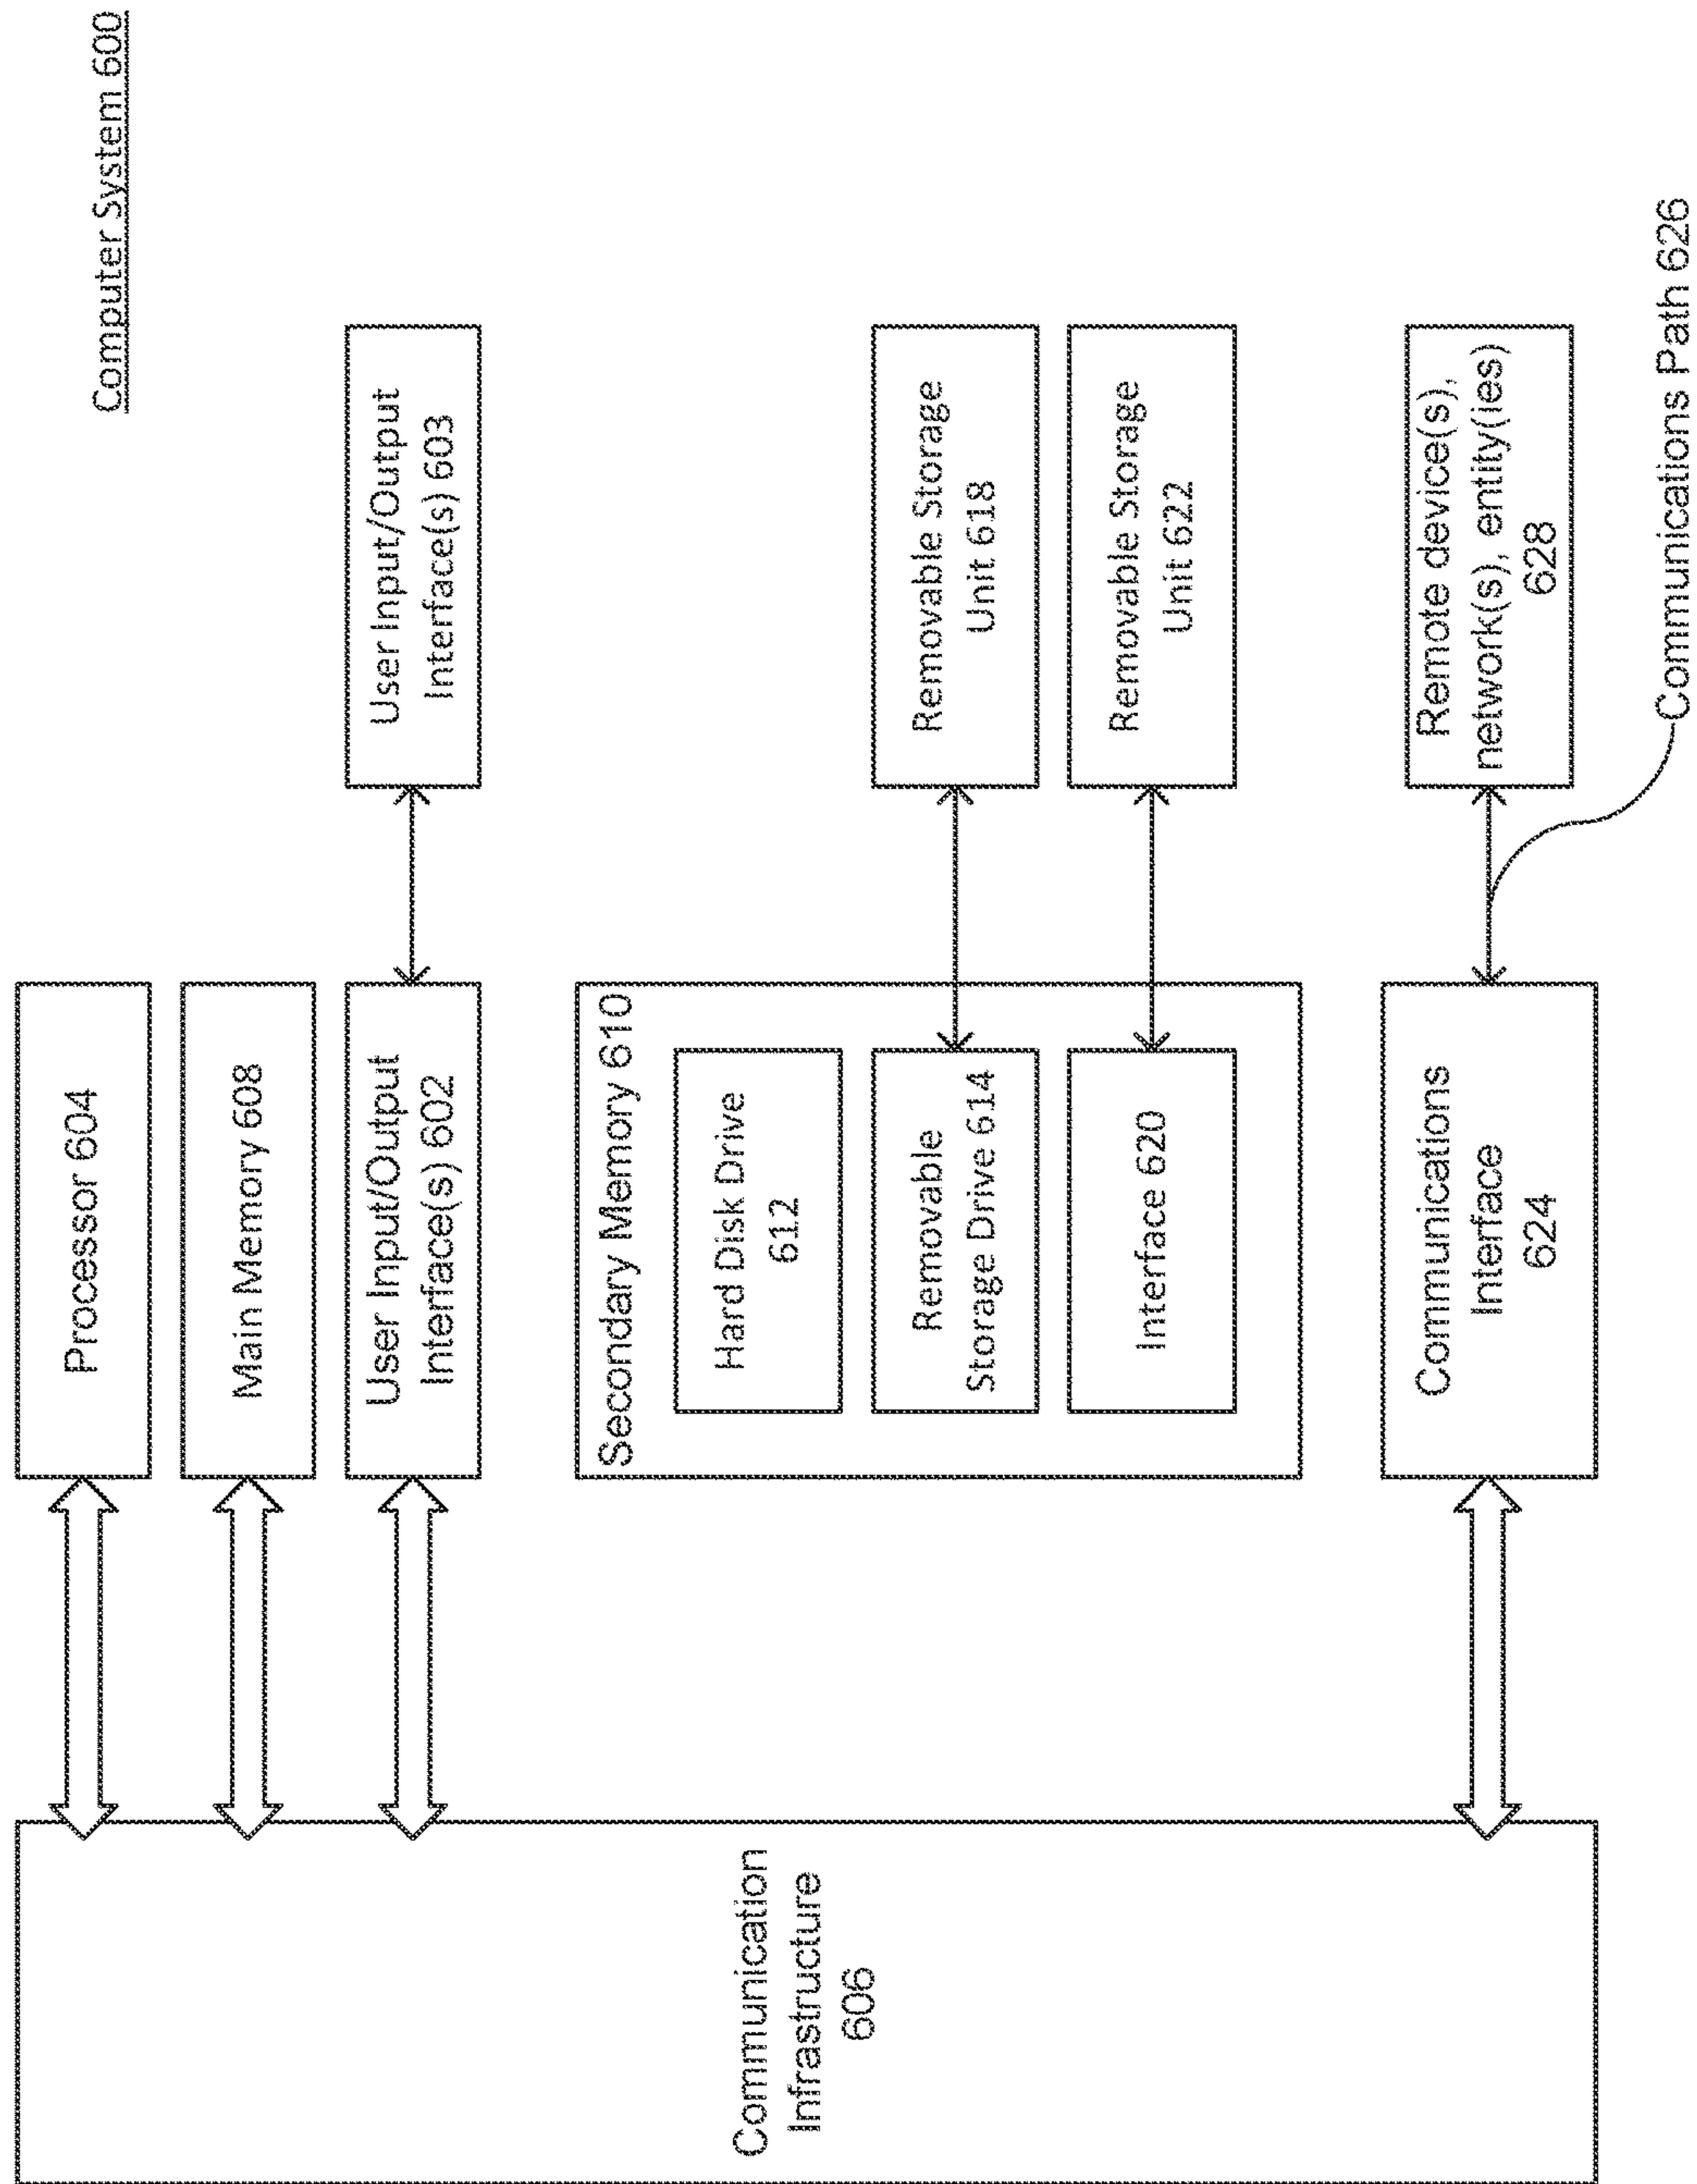 Computer System 600
Processor 604
Main Memory 608
User Input/Output
Interface(s) 602
User Input/Output
Interface(s) 603
Communication
Infrastructure
606
Secondary Memory 610
Hard Disk Drive
612
Removable
Storage Drive 614
Removable Storage
Unit 618
Interface 620
Removable Storage
Unit 622
Communications
Interface
624
Remote device(s),
network(s), entity(ies)
628
Communications Path 626